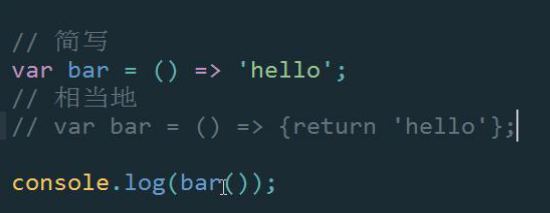 // 简写
var bar = () => 'hello';
// 相当地
// var bar = () => {return 'hello'};
console.log(bar());